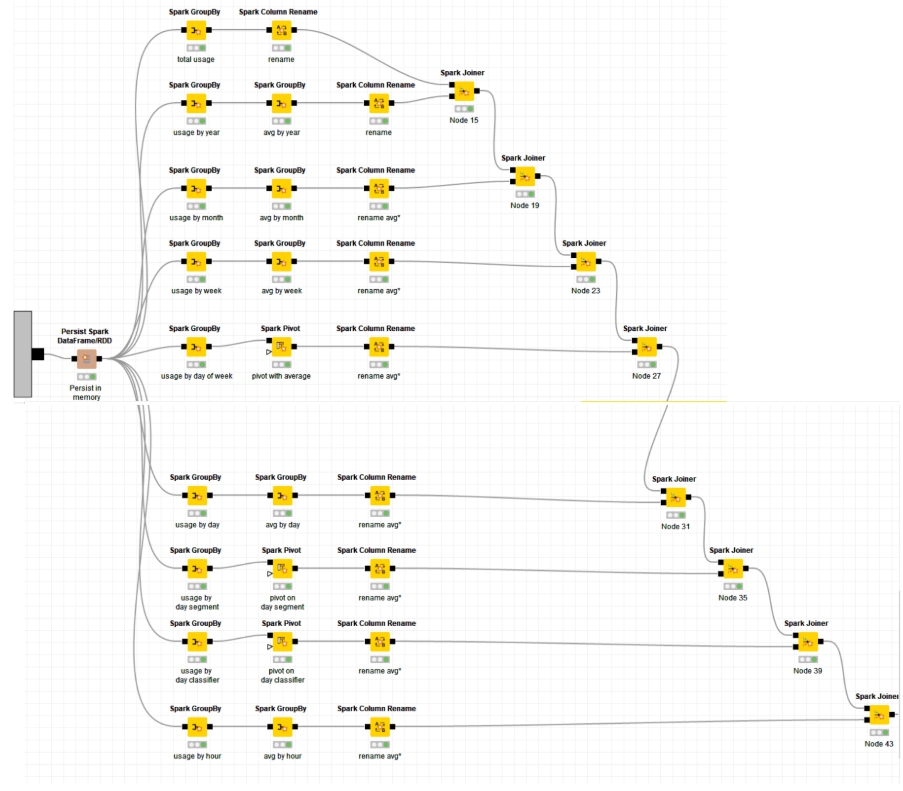 Spark GroupBy
Spark Column Rename
total usage
rename
Spark Joiner
Node 15
Spark GroupBy
Spark GroupBy
Spark Column Rename
usage by year
avg by year
rename
Spark Joiner
Node 19
Spark GroupBy
Spark GroupBy
Spark Column Rename
usage by month
avg by month
rename avg*
Spark Joiner
Node 23
Spark GroupBy
Spark GroupBy
Spark Column Rename
usage by week
avg by week
rename avg*
Persist Spark
DataFrame/RDD
Persist in
memory
Spark GroupBy
Spark Pivot
Spark Column Rename
usage by day of week
pivot with average
rename avg*
Spark Joiner
Node 27
Spark GroupBy
Spark GroupBy
Spark Column Rename
usage by day
avg by day
rename avg*
Spark Joiner
Node 31
Spark GroupBy
Spark Pivot
Spark Column Rename
usage by
day segment
pivot on
day segment
rename avg*
Spark Joiner
Node 35
Spark GroupBy
Spark Pivot
Spark Column Rename
usage by
day classifier
pivot on
day classifier
rename avg*
Spark Joiner
Node 39
Spark GroupBy
Spark GroupBy
Spark Column Rename
usage by hour
avg by hour
rename avg*
Spark Joiner
Node 43